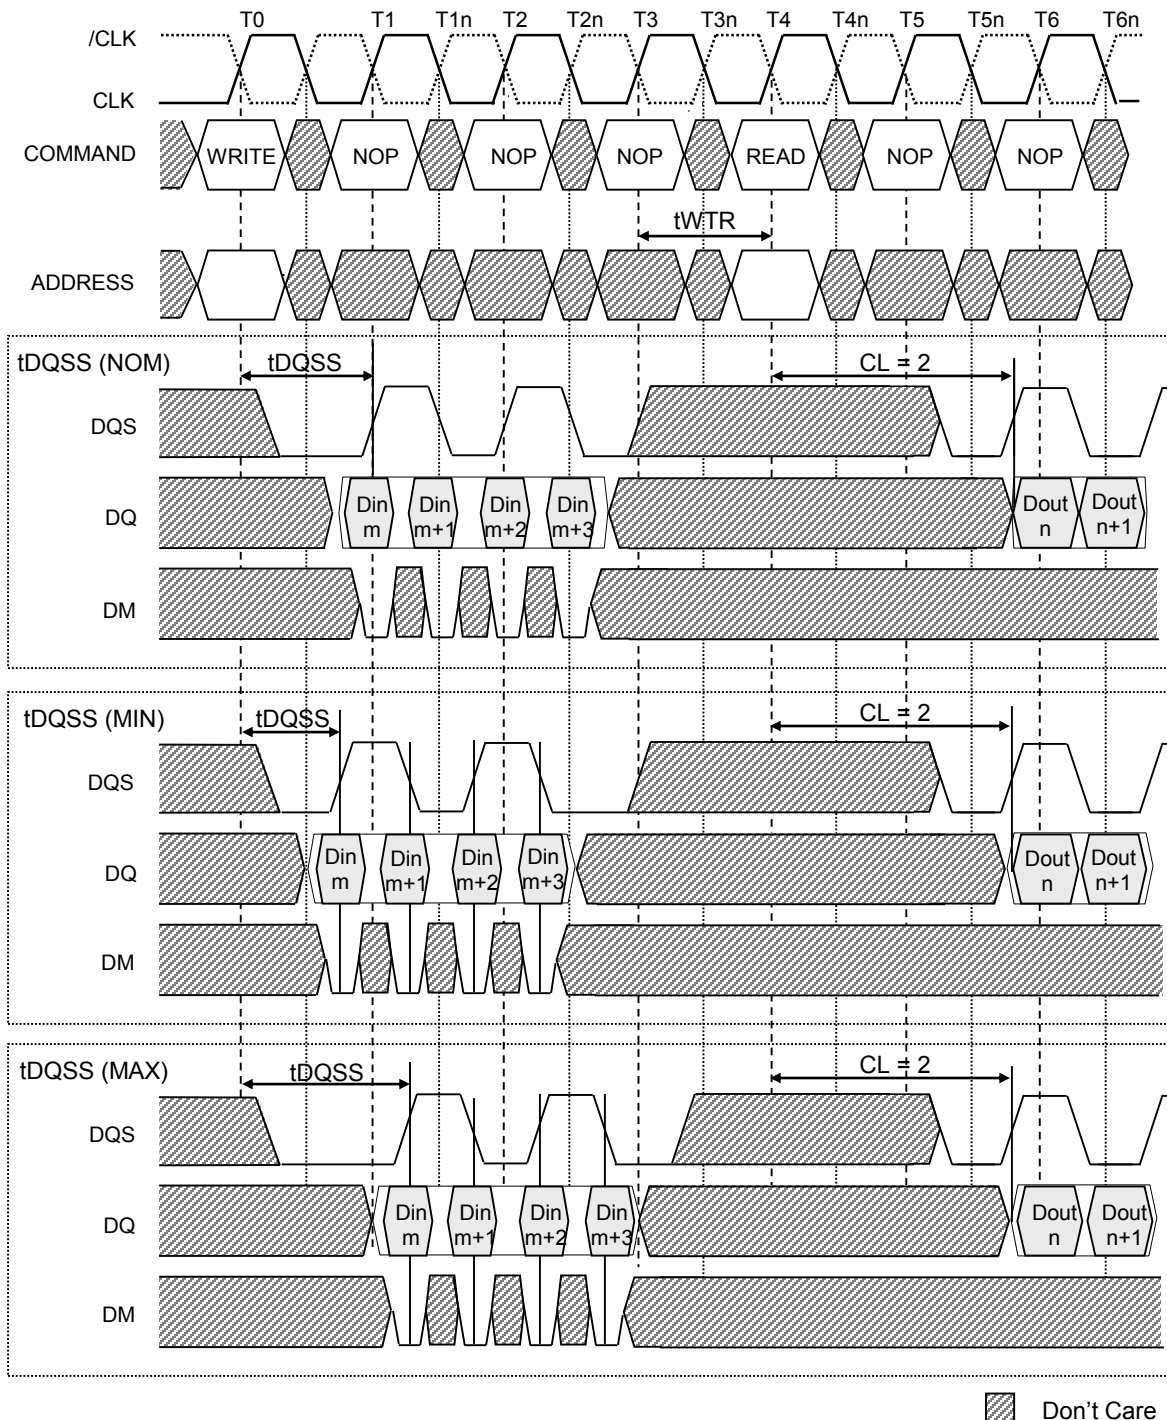 T0 T1 T1n T2 T2n T3 T3n T4 T4n T5 T5n T6 T6n
/CLK
CLK
COMMAND WRITE NOP NOP NOP READ NOP NOP
tWTR
ADDRESS
tDQSS (NOM) tDQSS CL = 2
DQS
DQ Din m Din m+1 Din m+2 Din m+3 Dout n Dout n+1
DM
tDQSS (MIN) tDQSS CL = 2
DQS
DQ Din m Din m+1 Din m+2 Din m+3 Dout n Dout n+1
DM
tDQSS (MAX) tDQSS CL = 2
DQS
DQ Din m Din m+1 Din m+2 Din m+3 Dout n Dout n+1
DM
Don't Care